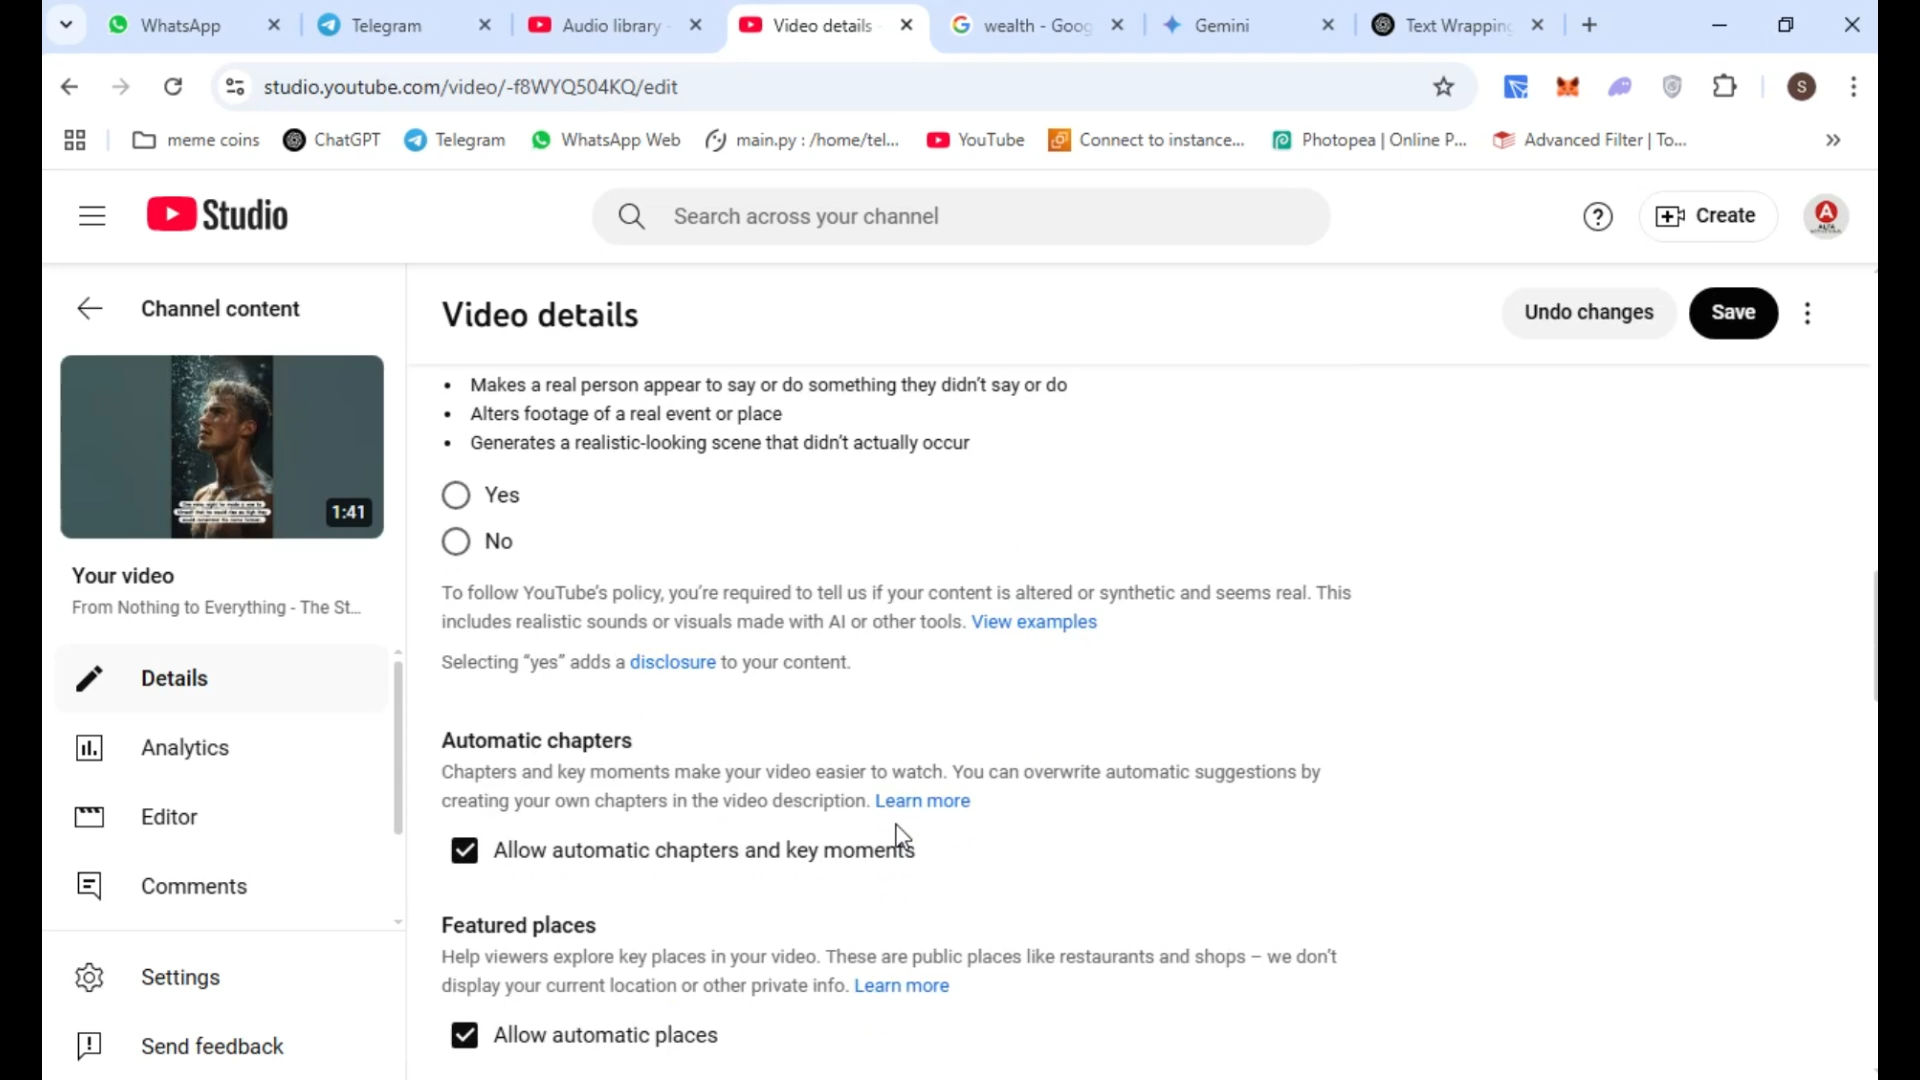 WhatsApp
Telegram
Audio library -
Video details -
wealth - Goog
Gemini
Text Wrapping
studio.youtube.com/video/-f8WYQ504KQ/edit
S
meme coins
ChatGPT
Telegram
WhatsApp Web
main.py : /home/tel...
YouTube
Connect to instance...
Photopea | Online P...
Advanced Filter | To...
Studio
Search across your channel
Create
ALTA
Channel content
Video details
Undo changes
Save
• Makes a real person appear to say or do something they didn't say or do
• Alters footage of a real event or place
• Generates a realistic-looking scene that didn't actually occur
Yes
No
1:41
Your video
From Nothing to Everything - The St...
To follow YouTube's policy, you're required to tell us if your content is altered or synthetic and seems real. This
includes realistic sounds or visuals made with AI or other tools. View examples
Selecting “yes” adds a disclosure to your content.
Details
Analytics
Editor
Comments
Settings
Send feedback
Automatic chapters
Chapters and key moments make your video easier to watch. You can overwrite automatic suggestions by
creating your own chapters in the video description. Learn more
Allow automatic chapters and key moments
Featured places
Help viewers explore key places in your video. These are public places like restaurants and shops – we don't
display your current location or other private info. Learn more
Allow automatic places